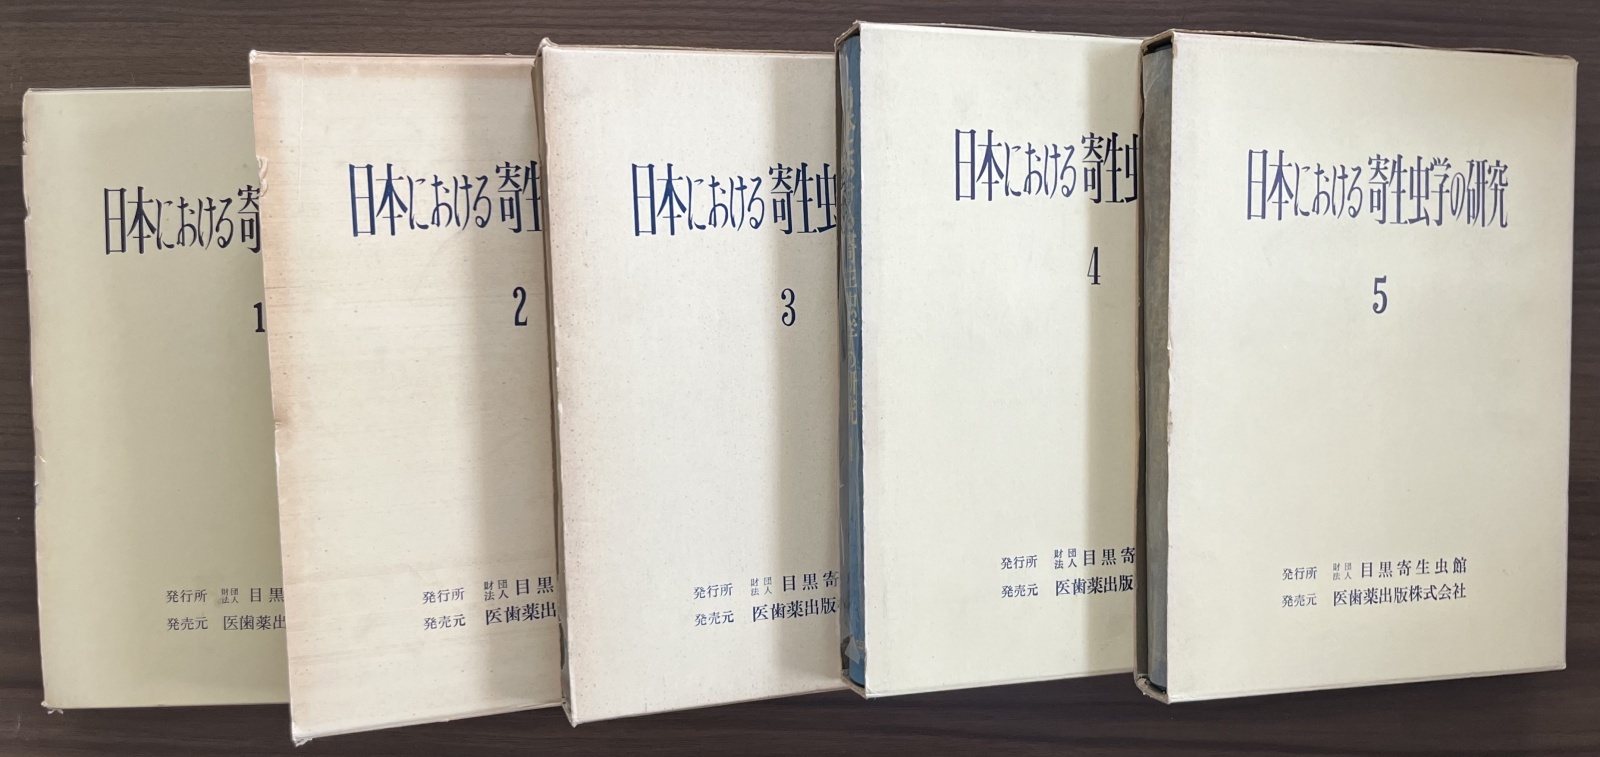 日本における寄
1
発行所 財団法人 目黒
発売元 医歯薬出
日本における寄生
2
発行所 財団法人 目黒
発売元 医歯薬出
日本における寄生虫
3
発行所 財団法人 目黒寄
発売元 医歯薬出版
日本における寄生虫
4
発行所 財団法人 目黒寄
発売元 医歯薬出版
日本における寄生虫学の研究
5
発行所 財団法人 目黒寄生虫館
発売元 医歯薬出版株式会社